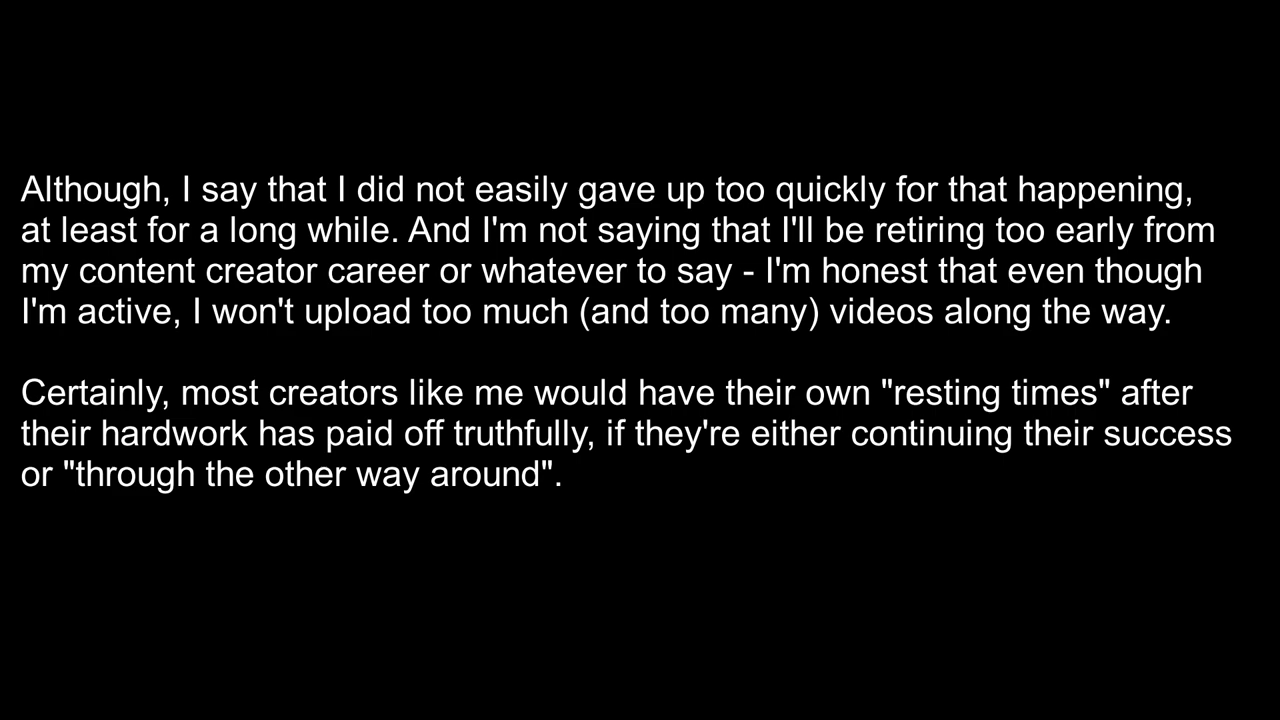 Although, I say that I did not easily gave up too quickly for that happening,
at least for a long while. And I'm not saying that I'll be retiring too early from
my content creator career or whatever to say - I'm honest that even though
I'm active, I won't upload too much (and too many) videos along the way.
Certainly, most creators like me would have their own "resting times" after
their hardwork has paid off truthfully, if they're either continuing their success
or "through the other way around".